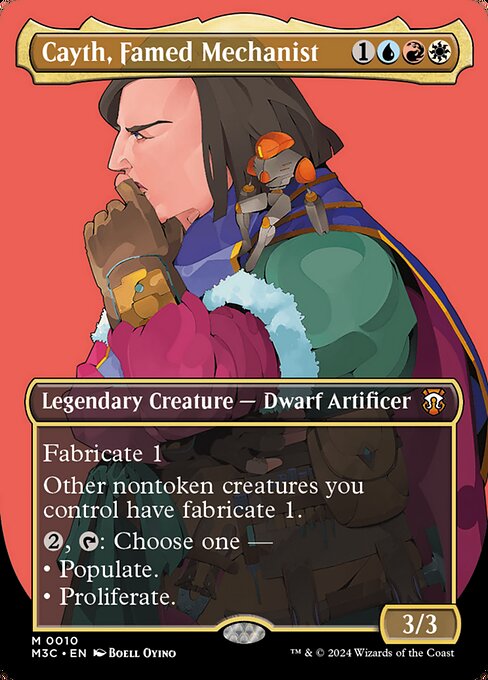 Cayth, Famed Mechanist 1
Legendary Creature — Dwarf Artificer
Fabricate 1
Other nontoken creatures you
control have fabricate 1.
2, : Choose one —
• Populate.
• Proliferate.
3/3
M 0010
M3C • EN Boell Oyino
™ & © 2024 Wizards of the Coast